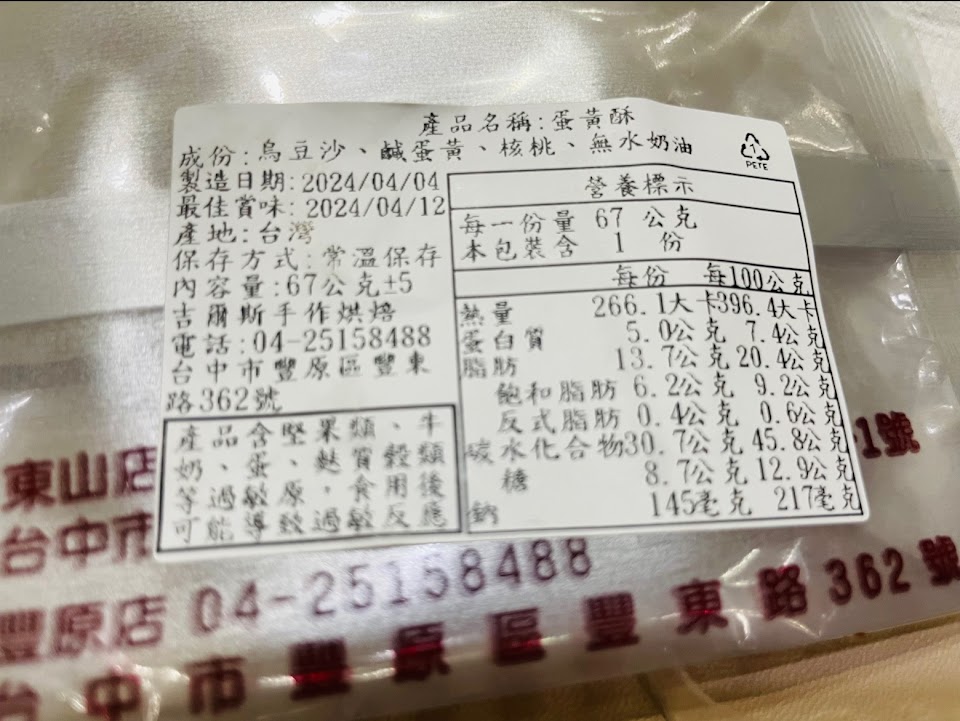 產品名稱:蛋黃酥
成份:烏豆沙、鹹蛋黃、核桃、無水奶油
製造日期:2024/04/04
最佳賞味:2024/04/12
產地:台灣
保存方式:常溫保存
內容量:67公克±5
吉爾斯手作烘焙
電話:04-25158488
台中市豐原區豐東
路362號
產品含堅果類、牛
奶、蛋、麩質穀類
等過敏原,食用後
可能導致過敏反應
1
PETE
營養標示
每一份量 67 公克
本包裝含 1 份
每份 每100公克
熱量 266.1大卡 396.4大卡
蛋白質 5.0公克 7.4公克
脂肪 13.7公克 20.4公克
飽和脂肪 6.2公克 9.2公克
反式脂肪 0.4公克 0.6公克
碳水化合物 30.7公克 45.8公克
糖 8.7公克 12.9公克
鈉 145毫克 217毫克
東山店
台中市 1號
豐原店 04-25158488
台中市豐原區豐東路362號